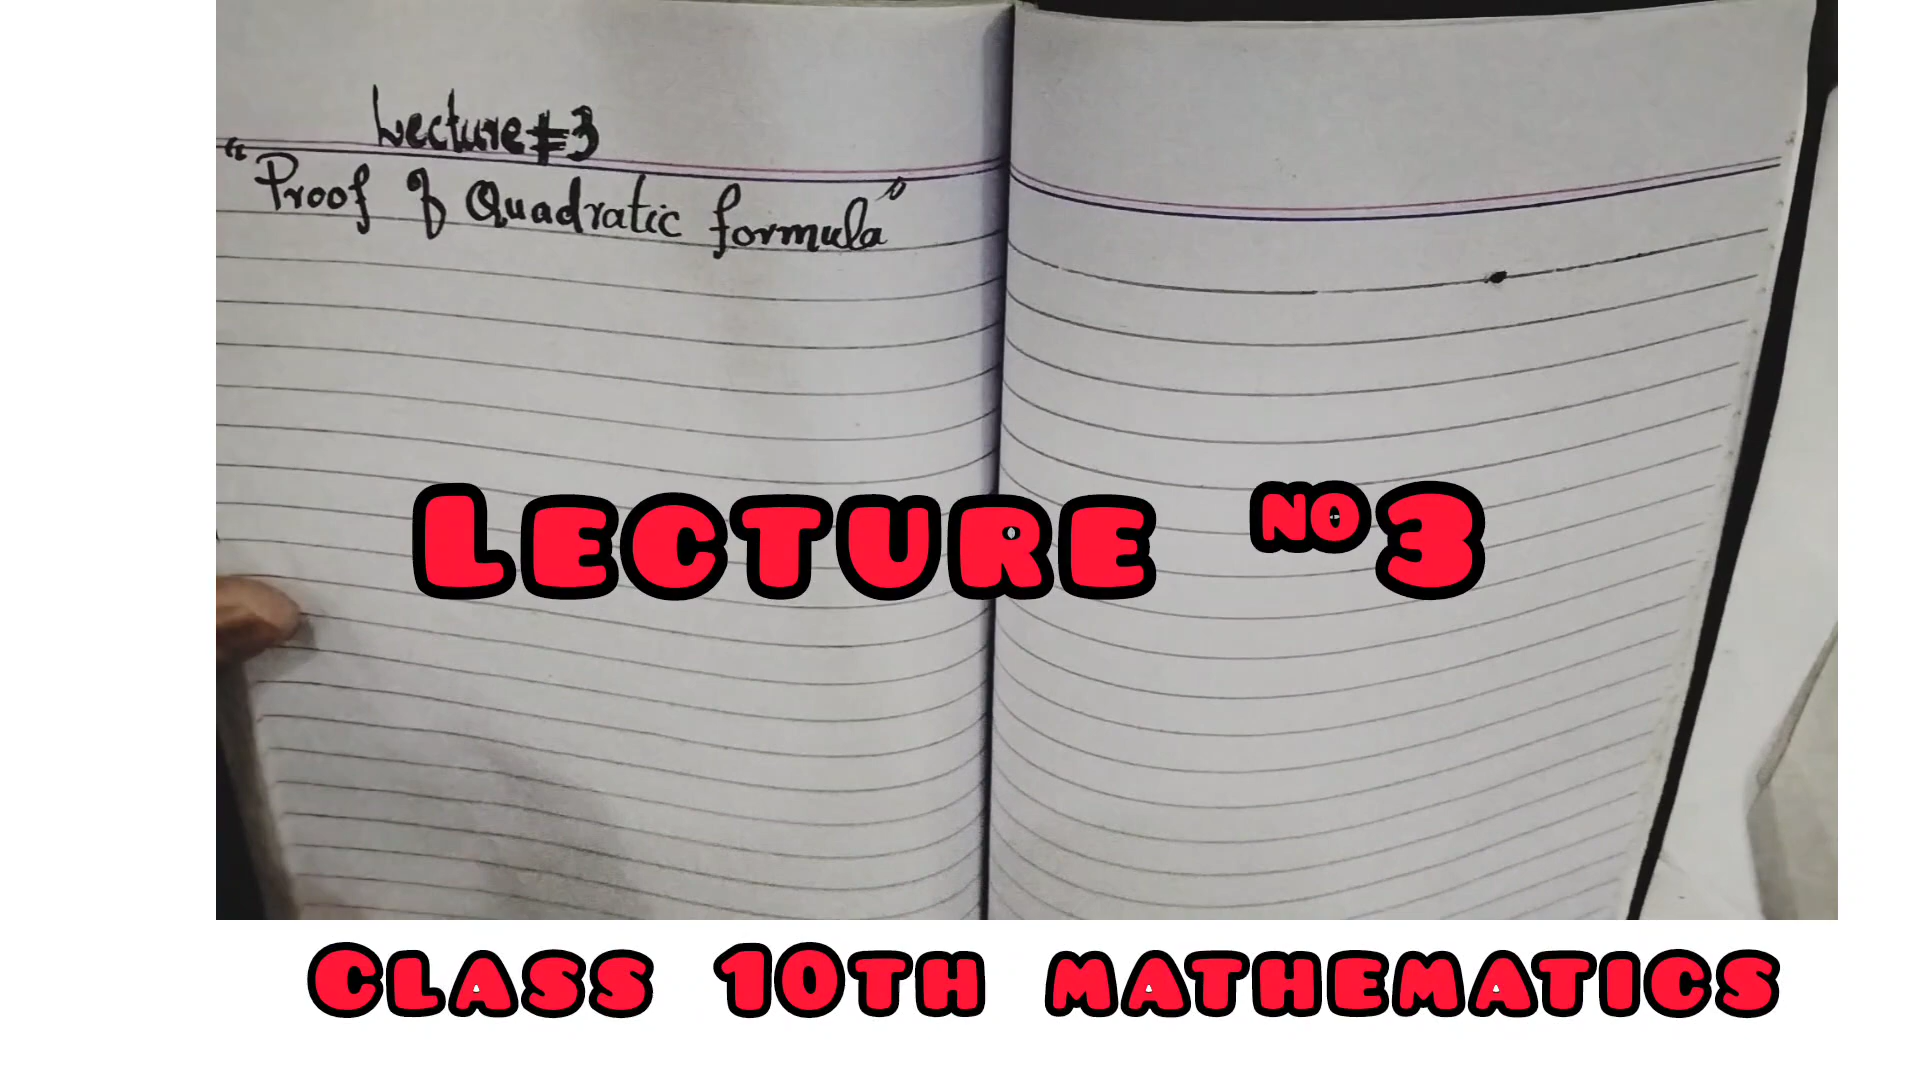 Lecture#3
"Proof of Quadratic formula"
LECTURE NO 3
CLASS 10TH MATHEMATICS